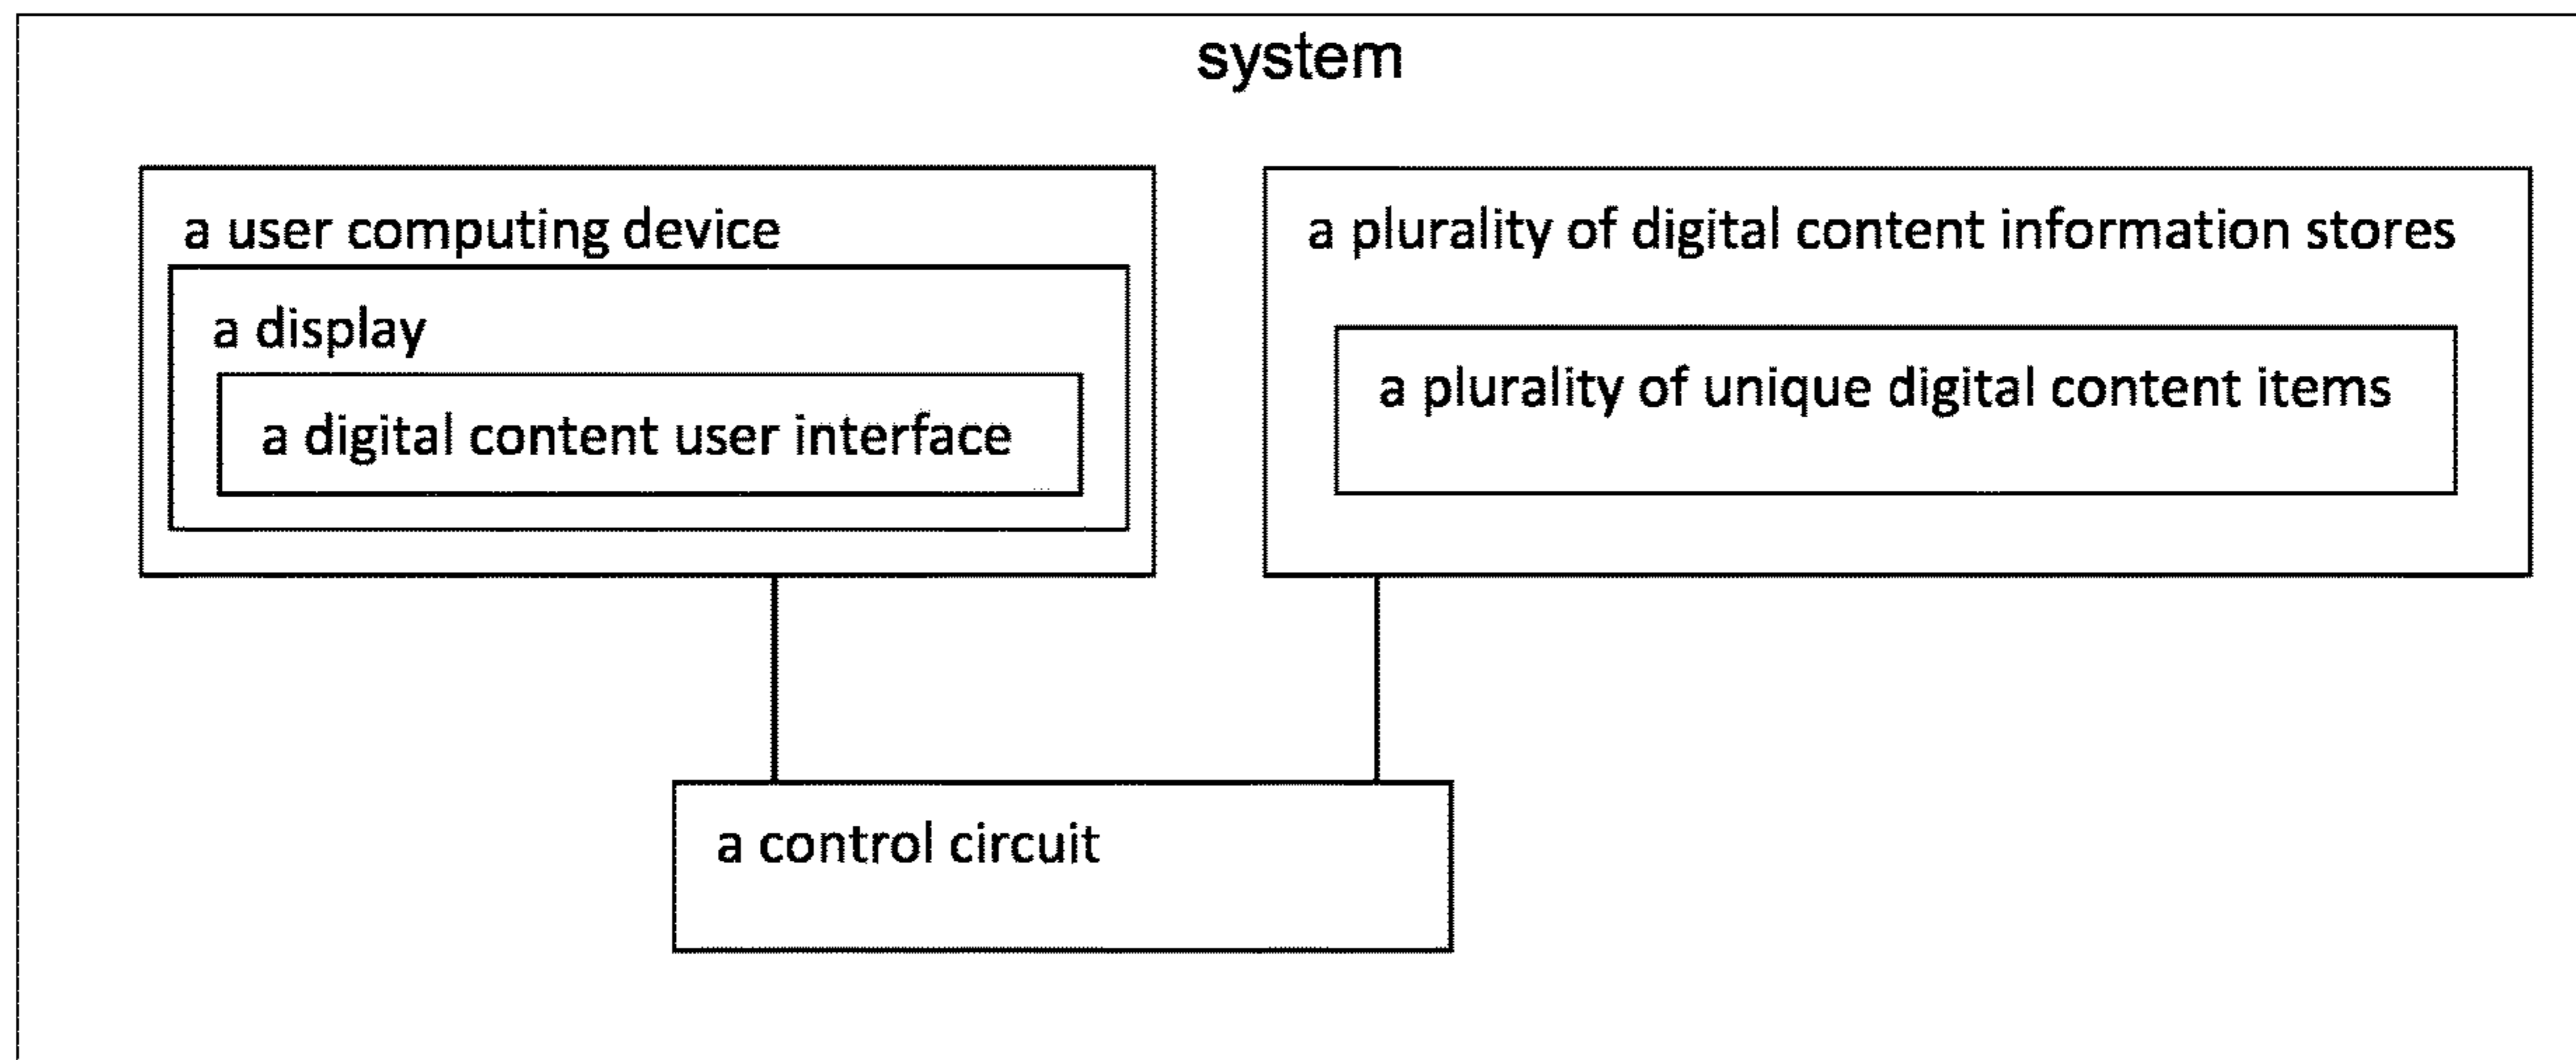 system
a user computing device
a display
a digital content user interface
a plurality of digital content information stores
a plurality of unique digital content items
a control circuit